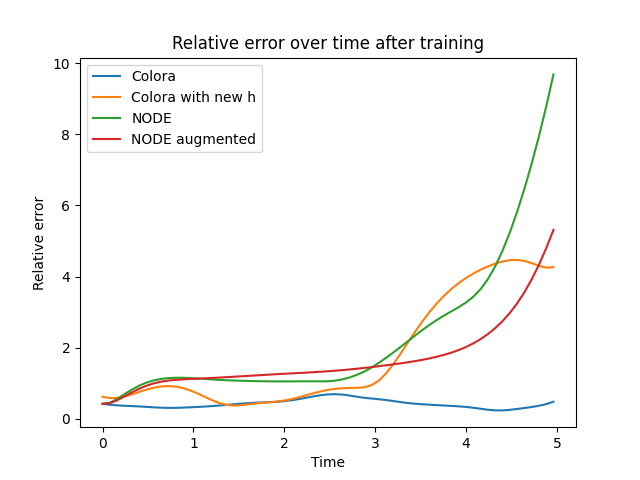 Relative error over time after training
Colora
Colora with new h
NODE
NODE augmented
Relative error
10
8
6
4
2
0
0 1 2 3 4 5
Time